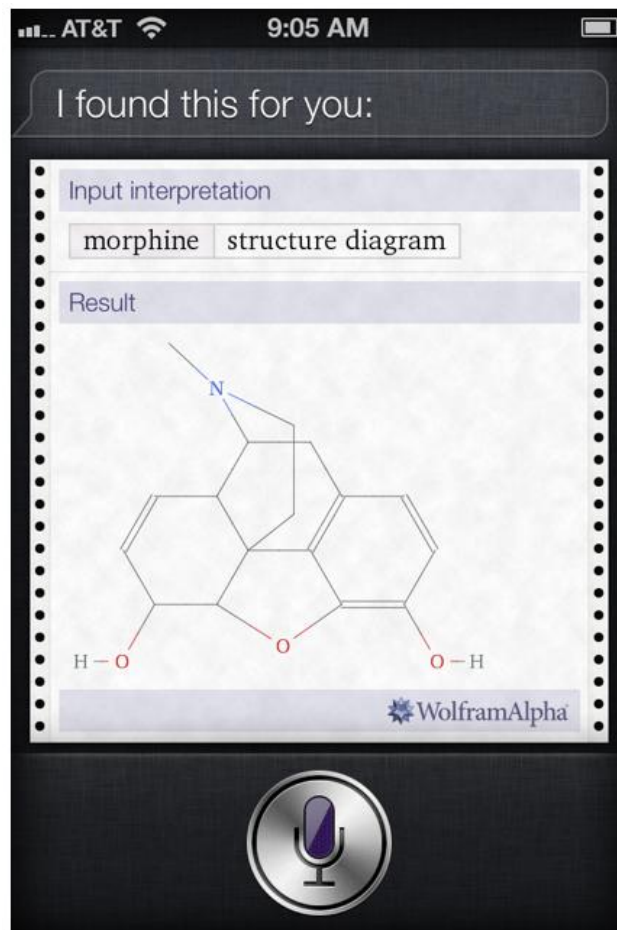 AT&T 9:05 AM
I found this for you:
Input interpretation
morphine structure diagram
Result
N
H O O O H
WolframAlpha